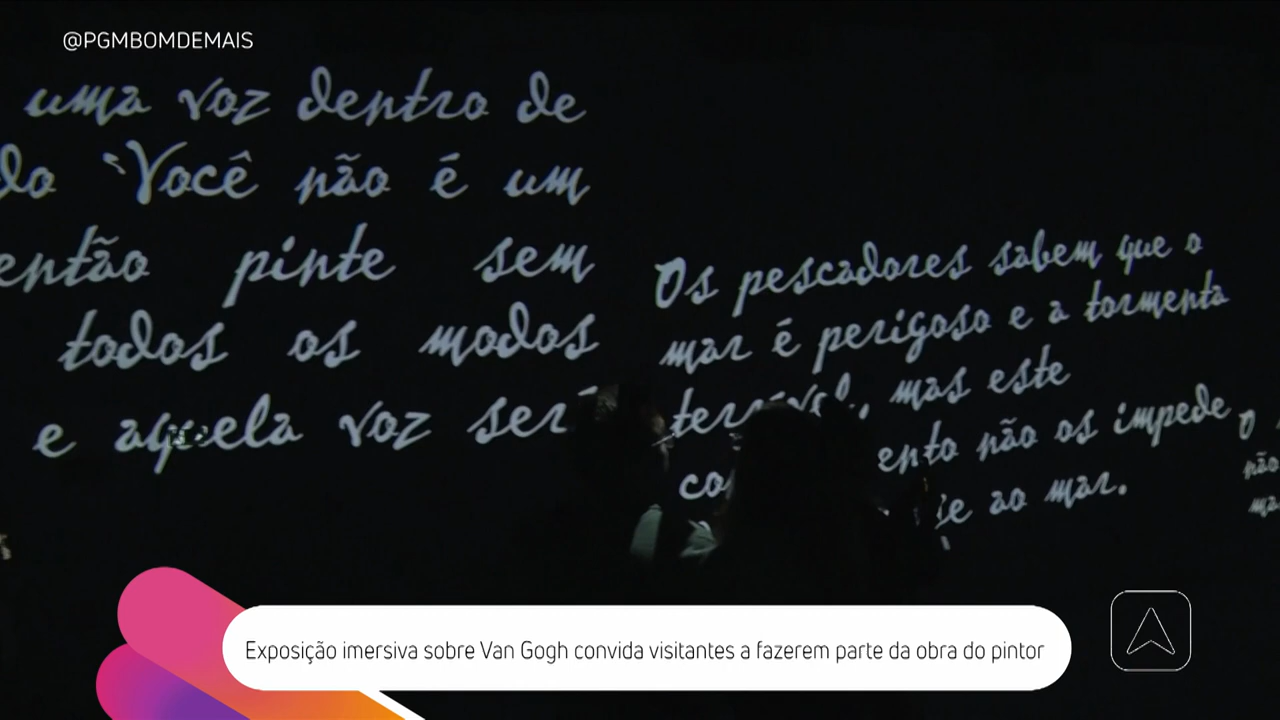 @PGMBOMDEMAIS
uma voz dentro de
do 'Você não é um
então pinte sem
todos os modos
e aquela voz ser
Os pescadores sabem que o
mar é perigoso e a tormenta
terrível, mas este
ento não os impede
ao mar.
O
não
Exposição imersiva sobre Van Gogh convida visitantes a fazerem parte da obra do pintor